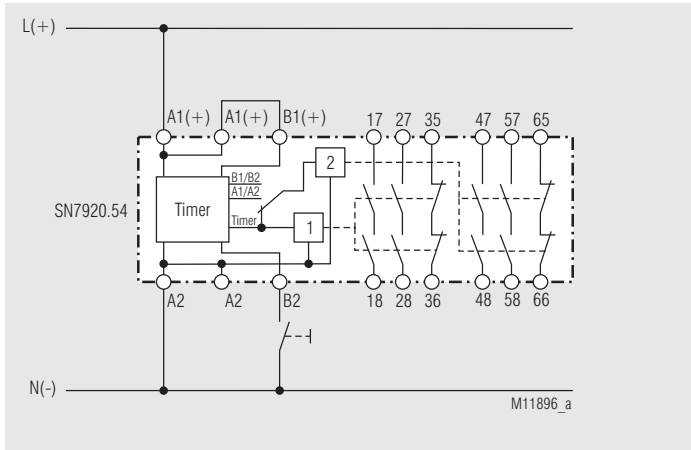 L(+)
A1(+) A1(+) B1(+) 17 27 35 47 57 65
2
B1/B2
A1/A2
SN7920.54 Timer Timer 1
A2 A2 B2 18 28 36 48 58 66
N(-)
M11896_a